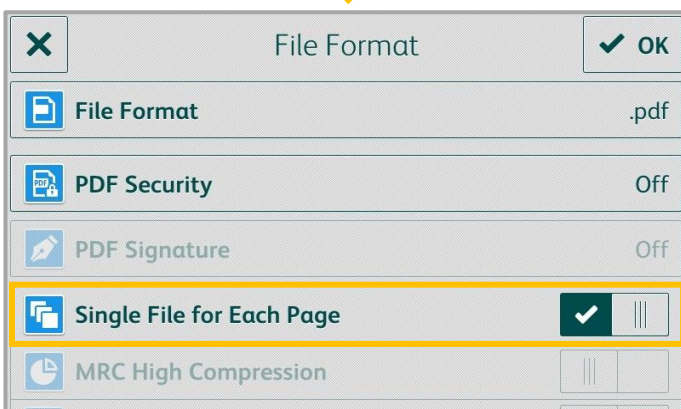 File Format
OK
File Format
.pdf
PDF Security
Off
PDF Signature
Off
Single File for Each Page
MRC High Compression